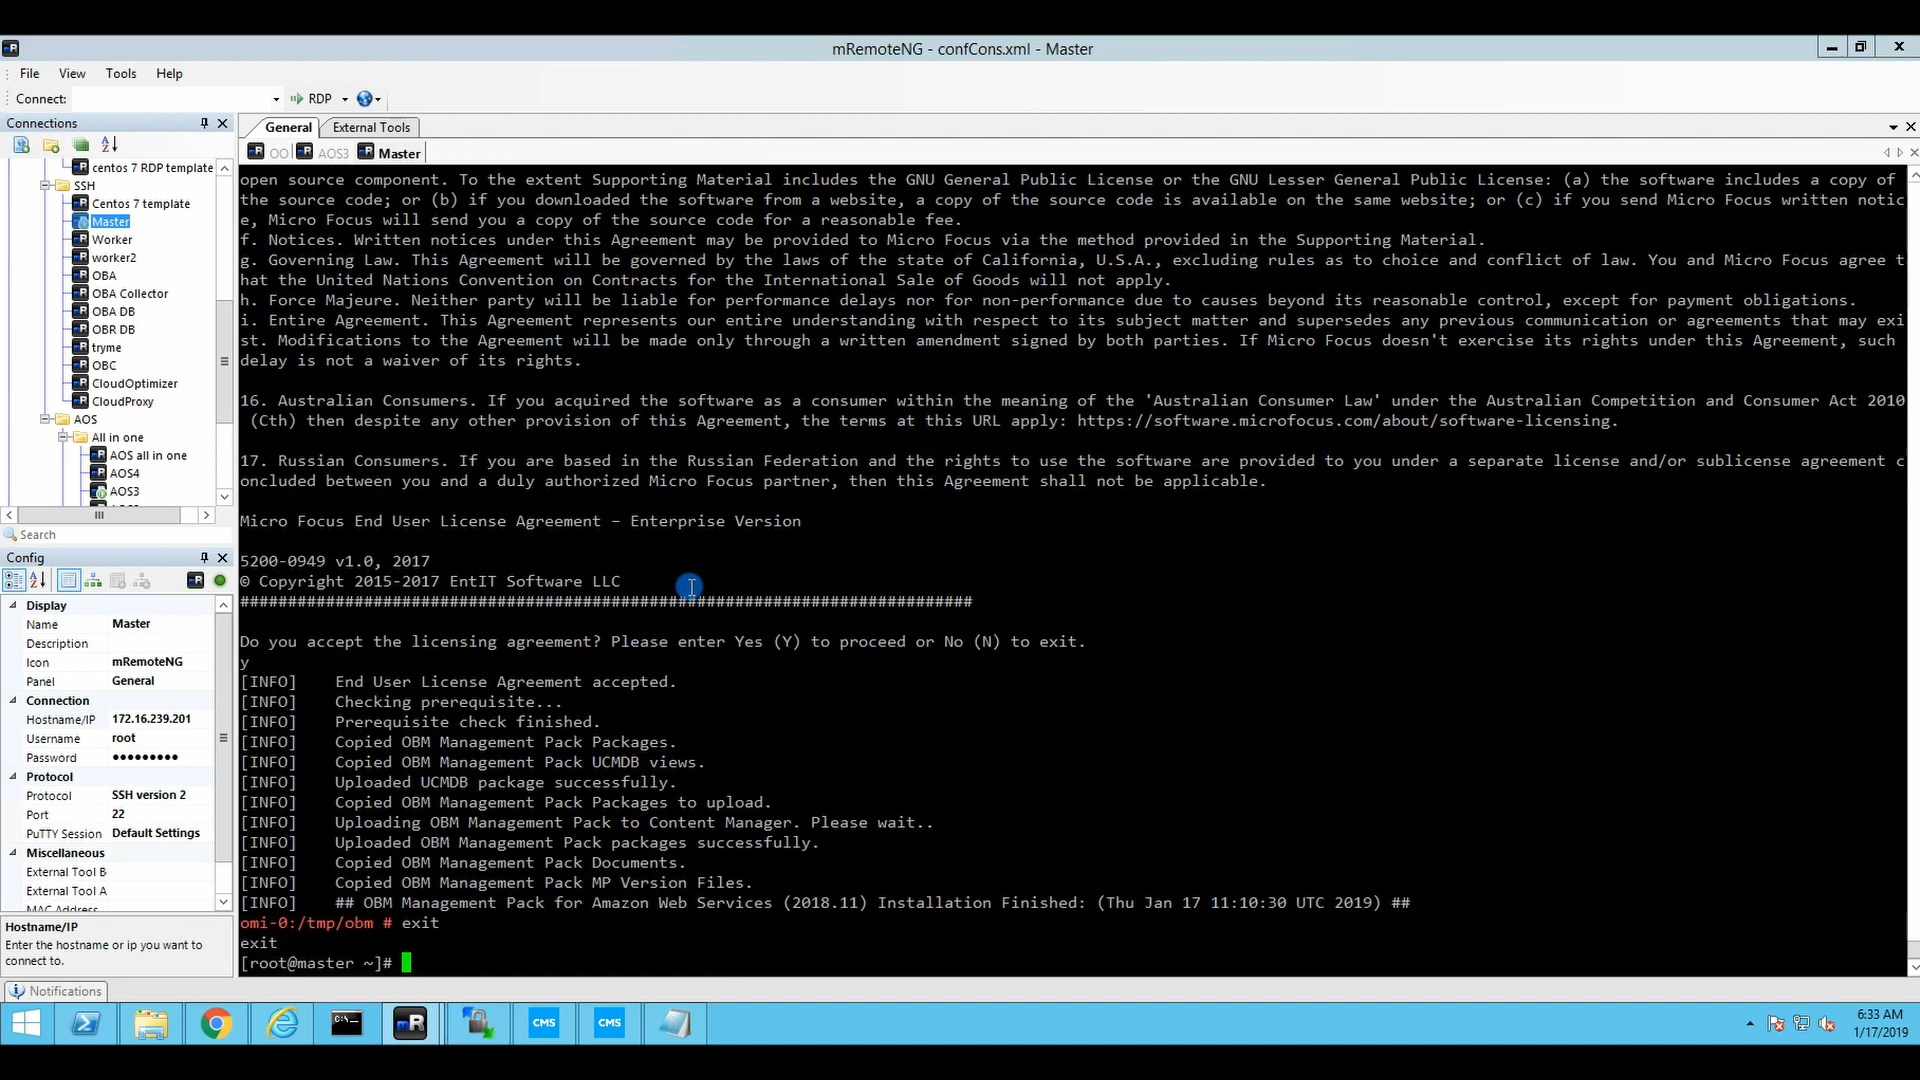 mRemoteNG - confCons.xml - Master
File View Tools Help
Connect: RDP
Connections
General External Tools
OO AOS3 Master
centos 7 RDP template
SSH
Centos 7 template
Master
Worker
worker2
OBA
OBA Collector
OBA DB
OBR DB
tryme
OBC
CloudOptimizer
CloudProxy
AOS
All in one
AOS all in one
AOS4
AOS3
Search
Config
Display
Name Master
Description
Icon mRemoteNG
Panel General
Connection
Hostname/IP 172.16.239.201
Username root
Password •••••••••
Protocol
Protocol SSH version 2
Port 22
PuTTY Session Default Settings
Miscellaneous
External Tool B
External Tool A
MAC Address
Hostname/IP
Enter the hostname or ip you want to
connect to.
Notifications
open source component. To the extent Supporting Material includes the GNU General Public License or the GNU Lesser General Public License: (a) the software includes a copy of
the source code; or (b) if you downloaded the software from a website, a copy of the source code is available on the same website; or (c) if you send Micro Focus written notic
e, Micro Focus will send you a copy of the source code for a reasonable fee.
f. Notices. Written notices under this Agreement may be provided to Micro Focus via the method provided in the Supporting Material.
g. Governing Law. This Agreement will be governed by the laws of the state of California, U.S.A., excluding rules as to choice and conflict of law. You and Micro Focus agree t
hat the United Nations Convention on Contracts for the International Sale of Goods will not apply.
h. Force Majeure. Neither party will be liable for performance delays nor for non-performance due to causes beyond its reasonable control, except for payment obligations.
i. Entire Agreement. This Agreement represents our entire understanding with respect to its subject matter and supersedes any previous communication or agreements that may exi
st. Modifications to the Agreement will be made only through a written amendment signed by both parties. If Micro Focus doesn't exercise its rights under this Agreement, such
delay is not a waiver of its rights.
16. Australian Consumers. If you acquired the software as a consumer within the meaning of the 'Australian Consumer Law' under the Australian Competition and Consumer Act 2010
(Cth) then despite any other provision of this Agreement, the terms at this URL apply: https://software.microfocus.com/about/software-licensing.
17. Russian Consumers. If you are based in the Russian Federation and the rights to use the software are provided to you under a separate license and/or sublicense agreement c
oncluded between you and a duly authorized Micro Focus partner, then this Agreement shall not be applicable.
Micro Focus End User License Agreement – Enterprise Version
5200-0949 v1.0, 2017
© Copyright 2015-2017 EntIT Software LLC
#############################################################################
Do you accept the licensing agreement? Please enter Yes (Y) to proceed or No (N) to exit.
y
[INFO] End User License Agreement accepted.
[INFO] Checking prerequisite...
[INFO] Prerequisite check finished.
[INFO] Copied OBM Management Pack Packages.
[INFO] Copied OBM Management Pack UCMDB views.
[INFO] Uploaded UCMDB package successfully.
[INFO] Copied OBM Management Pack Packages to upload.
[INFO] Uploading OBM Management Pack to Content Manager. Please wait..
[INFO] Uploaded OBM Management Pack packages successfully.
[INFO] Copied OBM Management Pack Documents.
[INFO] Copied OBM Management Pack MP Version Files.
[INFO] ## OBM Management Pack for Amazon Web Services (2018.11) Installation Finished: (Thu Jan 17 11:10:30 UTC 2019) ##
omi-0:/tmp/obm # exit
exit
[root@master ~]#
CMS CMS
6:33 AM
1/17/2019